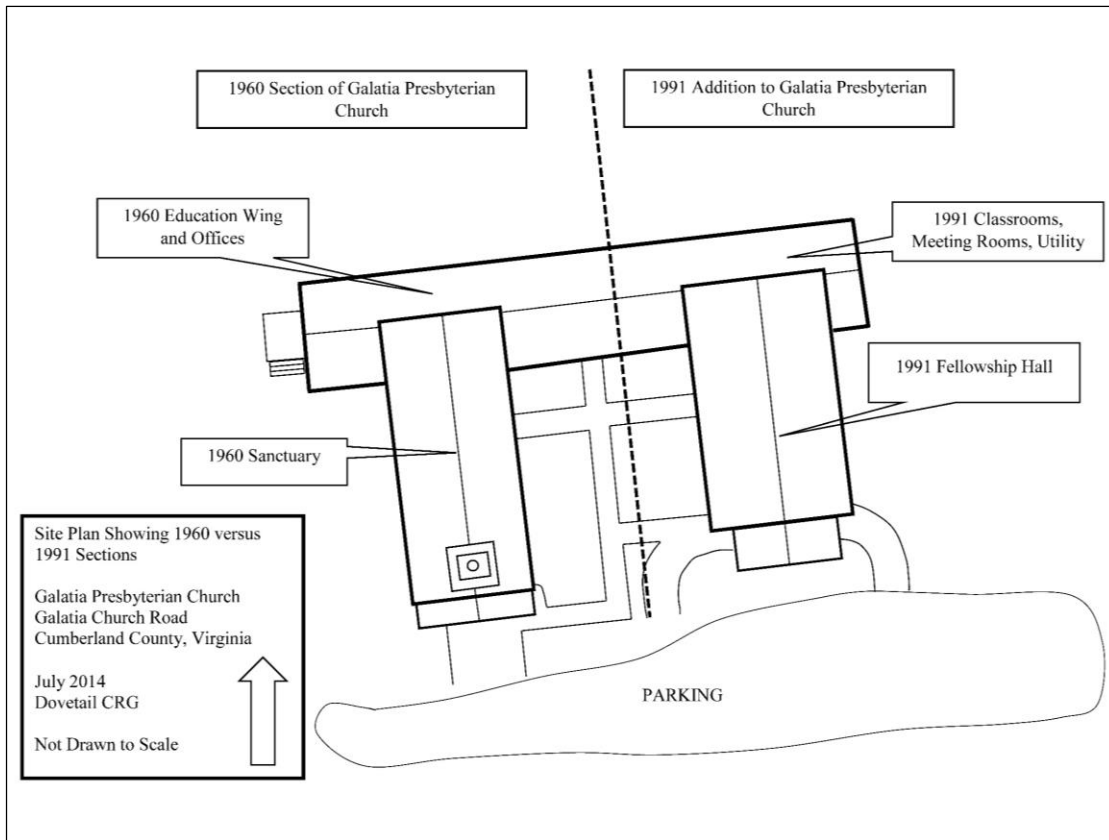 1960 Section of Galatia Presbyterian
Church
1991 Addition to Galatia Presbyterian
Church
1960 Education Wing
and Offices
1991 Classrooms,
Meeting Rooms, Utility
1991 Fellowship Hall
1960 Sanctuary
Site Plan Showing 1960 versus
1991 Sections
Galatia Presbyterian Church
Galatia Church Road
Cumberland County, Virginia
July 2014
Dovetail CRG
Not Drawn to Scale
PARKING